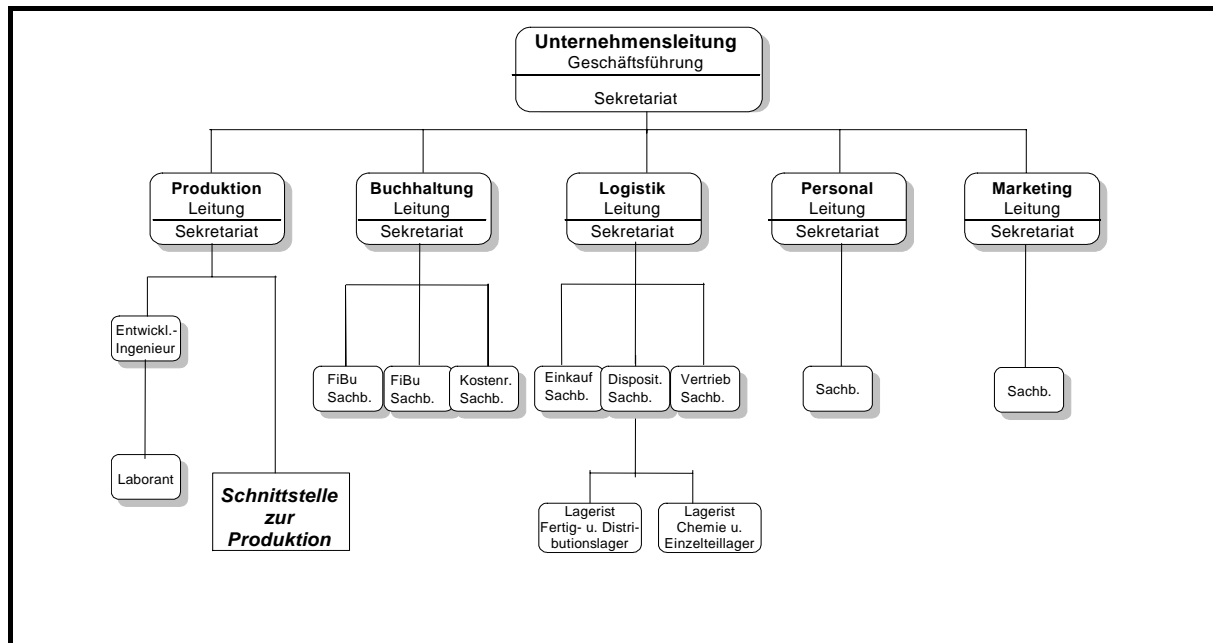 Unternehmensleitung
Geschäftsführung
Sekretariat
Produktion
Leitung
Sekretariat
Buchhaltung
Leitung
Sekretariat
Logistik
Leitung
Sekretariat
Personal
Leitung
Sekretariat
Marketing
Leitung
Sekretariat
Entwickl.-
Ingenieur
FiBu
Sachb.
FiBu
Sachb.
Kostenr.
Sachb.
Einkauf
Sachb.
Disposit.
Sachb.
Vertrieb
Sachb.
Sachb.
Sachb.
Laborant
Schnittstelle
zur
Produktion
Lagerist
Fertig- u. Distri-
butionslager
Lagerist
Chemie u.
Einzelteillager